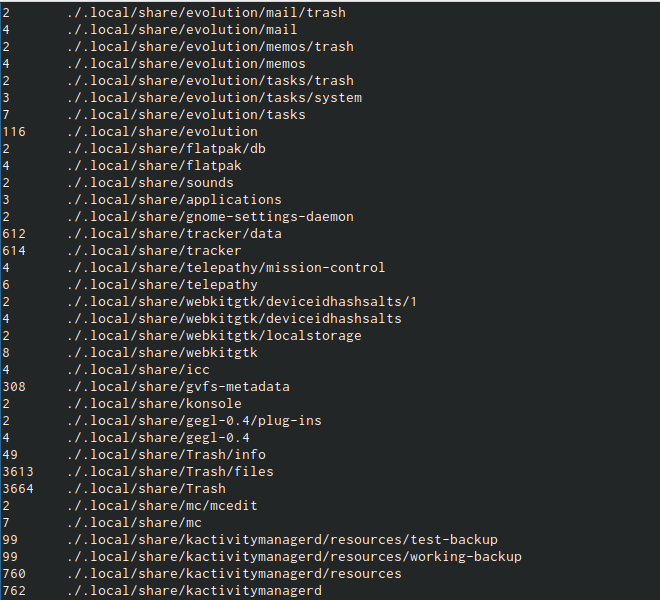 2 ./.local/share/evolution/mail/trash
4 ./.local/share/evolution/mail
2 ./.local/share/evolution/memos/trash
4 ./.local/share/evolution/memos
2 ./.local/share/evolution/tasks/trash
3 ./.local/share/evolution/tasks/system
7 ./.local/share/evolution/tasks
116 ./.local/share/evolution
2 ./.local/share/flatpak/db
4 ./.local/share/flatpak
2 ./.local/share/sounds
3 ./.local/share/applications
2 ./.local/share/gnome-settings-daemon
612 ./.local/share/tracker/data
614 ./.local/share/tracker
4 ./.local/share/telepathy/mission-control
6 ./.local/share/telepathy
2 ./.local/share/webkitgtk/deviceidhashsalts/1
4 ./.local/share/webkitgtk/deviceidhashsalts
2 ./.local/share/webkitgtk/localstorage
8 ./.local/share/webkitgtk
4 ./.local/share/icc
308 ./.local/share/gvfs-metadata
2 ./.local/share/konsole
2 ./.local/share/gegl-0.4/plug-ins
4 ./.local/share/gegl-0.4
49 ./.local/share/Trash/info
3613 ./.local/share/Trash/files
3664 ./.local/share/Trash
2 ./.local/share/mc/mcedit
7 ./.local/share/mc
99 ./.local/share/kactivitymanagerd/resources/test-backup
99 ./.local/share/kactivitymanagerd/resources/working-backup
760 ./.local/share/kactivitymanagerd/resources
762 ./.local/share/kactivitymanagerd